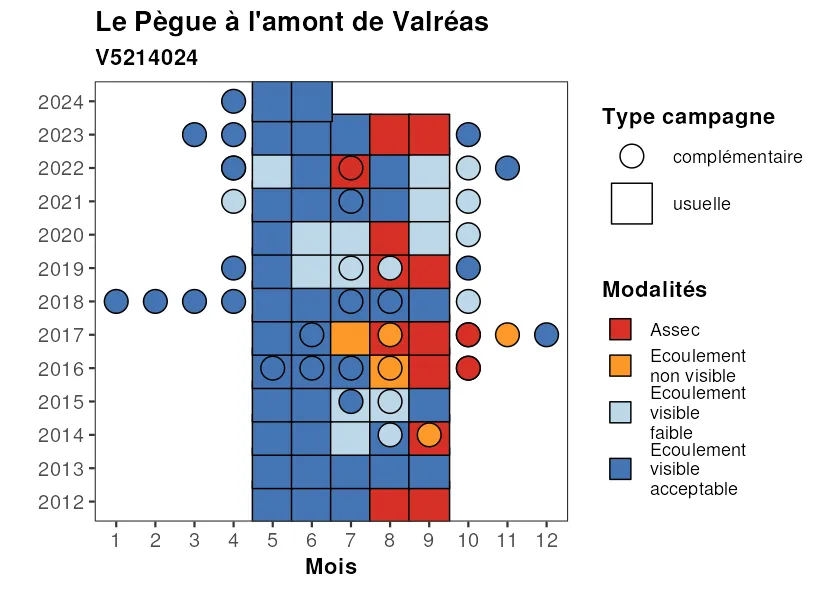 Le Pègue à l'amont de Valréas
V5214024
2024
2023
2022
2021
2020
2019
2018
2017
2016
2015
2014
2013
2012
1 2 3 4 5 6 7 8 9 10 11 12
Mois
Type campagne
complémentaire
usuelle
Modalités
Assec
Ecoulement
non visible
Ecoulement
visible
faible
Ecoulement
visible
acceptable